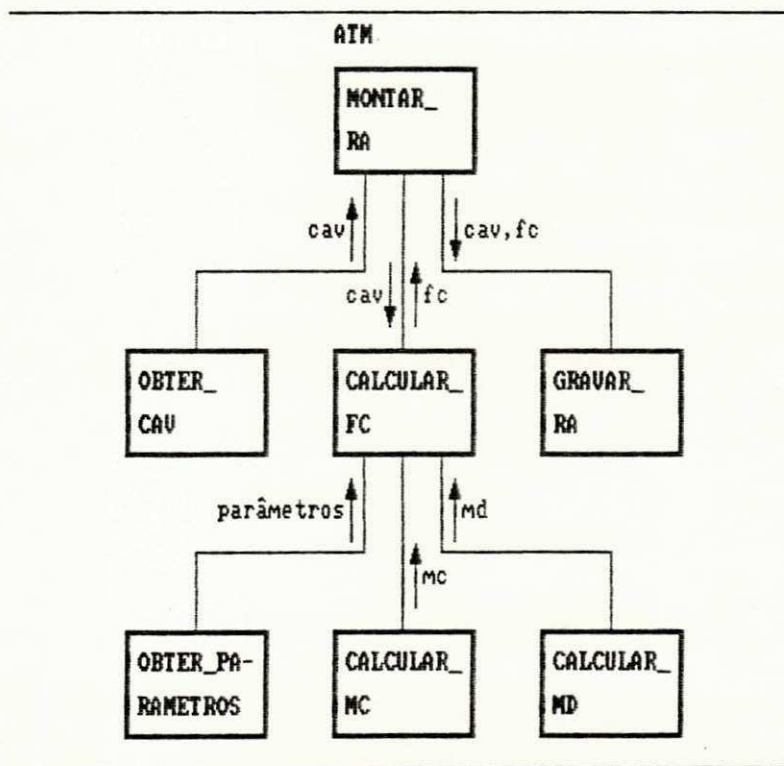 ATM
MONTAR_
RA
cav
cav,fc
cav
fc
OBTER_
CAV
CALCULAR_
FC
GRAVAR_
RA
parâmetros
md
mc
OBTER_PA-
RAMETROS
CALCULAR_
MC
CALCULAR_
MD